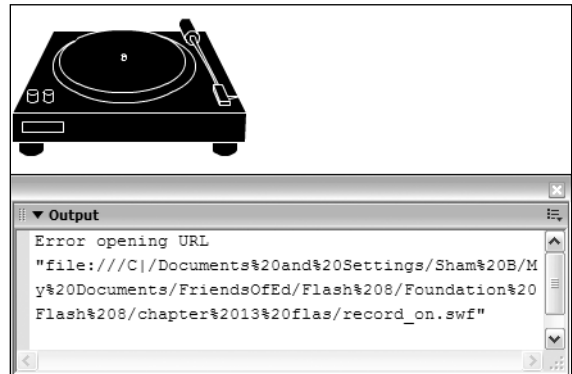 B
Output
Error opening URL
"file:///C|/Documents%20and%20Settings/Sham%20B/M
y%20Documents/FriendsOfEd/Flash%208/Foundation%20
Flash%208/chapter%2013%20flas/record_on.swf"